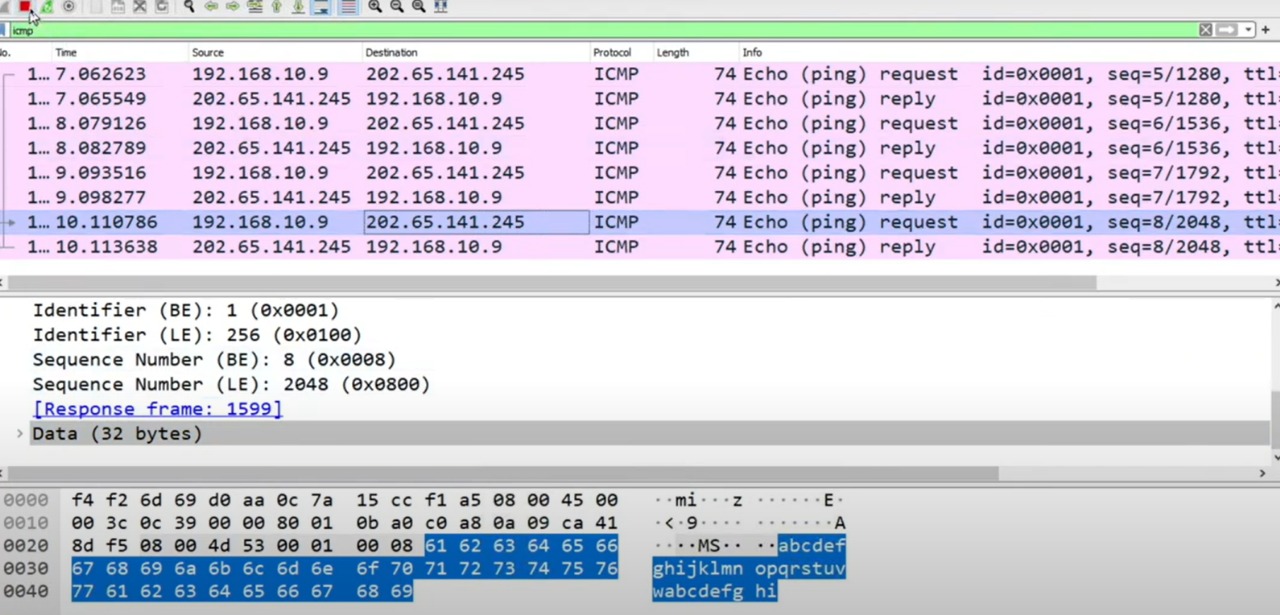 icmp
No. Time Source Destination Protocol Length Info
1… 7.062623 192.168.10.9 202.65.141.245 ICMP 74 Echo (ping) request id=0x0001, seq=5/1280, ttl=
1… 7.065549 202.65.141.245 192.168.10.9 ICMP 74 Echo (ping) reply id=0x0001, seq=5/1280, ttl=
1… 8.079126 192.168.10.9 202.65.141.245 ICMP 74 Echo (ping) request id=0x0001, seq=6/1536, ttl=
1… 8.082789 202.65.141.245 192.168.10.9 ICMP 74 Echo (ping) reply id=0x0001, seq=6/1536, ttl=
1… 9.093516 192.168.10.9 202.65.141.245 ICMP 74 Echo (ping) request id=0x0001, seq=7/1792, ttl=
1… 9.098277 202.65.141.245 192.168.10.9 ICMP 74 Echo (ping) reply id=0x0001, seq=7/1792, ttl=
1… 10.110786 192.168.10.9 202.65.141.245 ICMP 74 Echo (ping) request id=0x0001, seq=8/2048, ttl=
1… 10.113638 202.65.141.245 192.168.10.9 ICMP 74 Echo (ping) reply id=0x0001, seq=8/2048, ttl=
Identifier (BE): 1 (0x0001)
Identifier (LE): 256 (0x0100)
Sequence Number (BE): 8 (0x0008)
Sequence Number (LE): 2048 (0x0800)
[Response frame: 1599]
Data (32 bytes)
0000 f4 f2 6d 69 d0 aa 0c 7a 15 cc f1 a5 08 00 45 00 ··mi···z ······E·
0010 00 3c 0c 39 00 00 80 01 0b a0 c0 a8 0a 09 ca 41 ·<·9···· ·······A
0020 8d f5 08 00 4d 53 00 01 00 08 61 62 63 64 65 66 ····MS·· ··abcdef
0030 67 68 69 6a 6b 6c 6d 6e 6f 70 71 72 73 74 75 76 ghijklmn opqrstuv
0040 77 61 62 63 64 65 66 67 68 69 wabcdefg hi